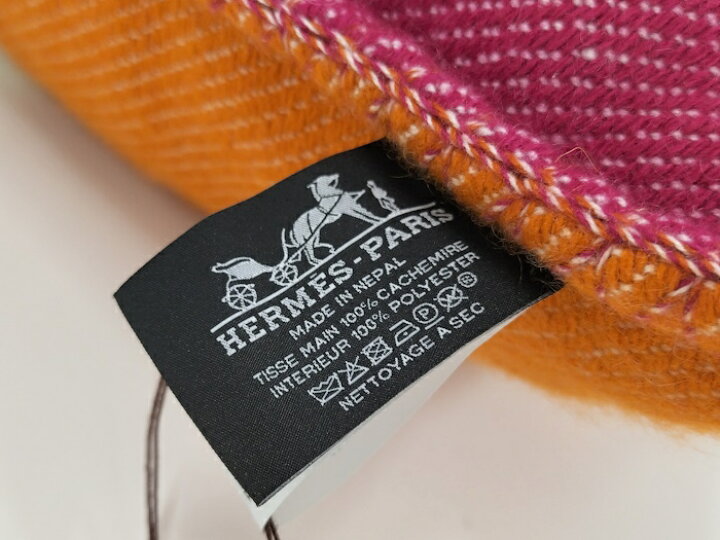 HERMÈS-PARIS
MADE IN NEPAL
TISSE MAIN 100% CACHEMIRE
INTERIEUR 100% POLYESTER
NETTOYAGE A SEC